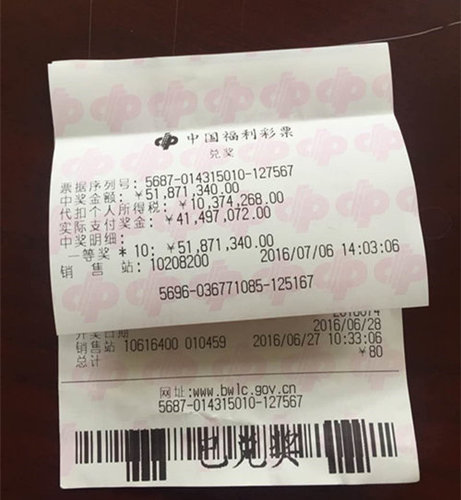 中国福利彩票
兑奖
票据序列号：5687-014315010-127567
中奖金额：￥51,871,340.00
代扣个人所得税：￥10,374,268.00
实际支付奖金：￥41,497,072.00
中奖明细：
一等奖 * 10：￥51,871,340.00
销 售 站：10208200 2016/07/06 14:03:06
5696-036771085-125167
开奖日期 2016/06/28
销售站 10616400 010459 2016/06/27 10:33:06
总计 ￥80
网址:www.bwlc.gov.cn
5687-014315010-127567
已兑奖